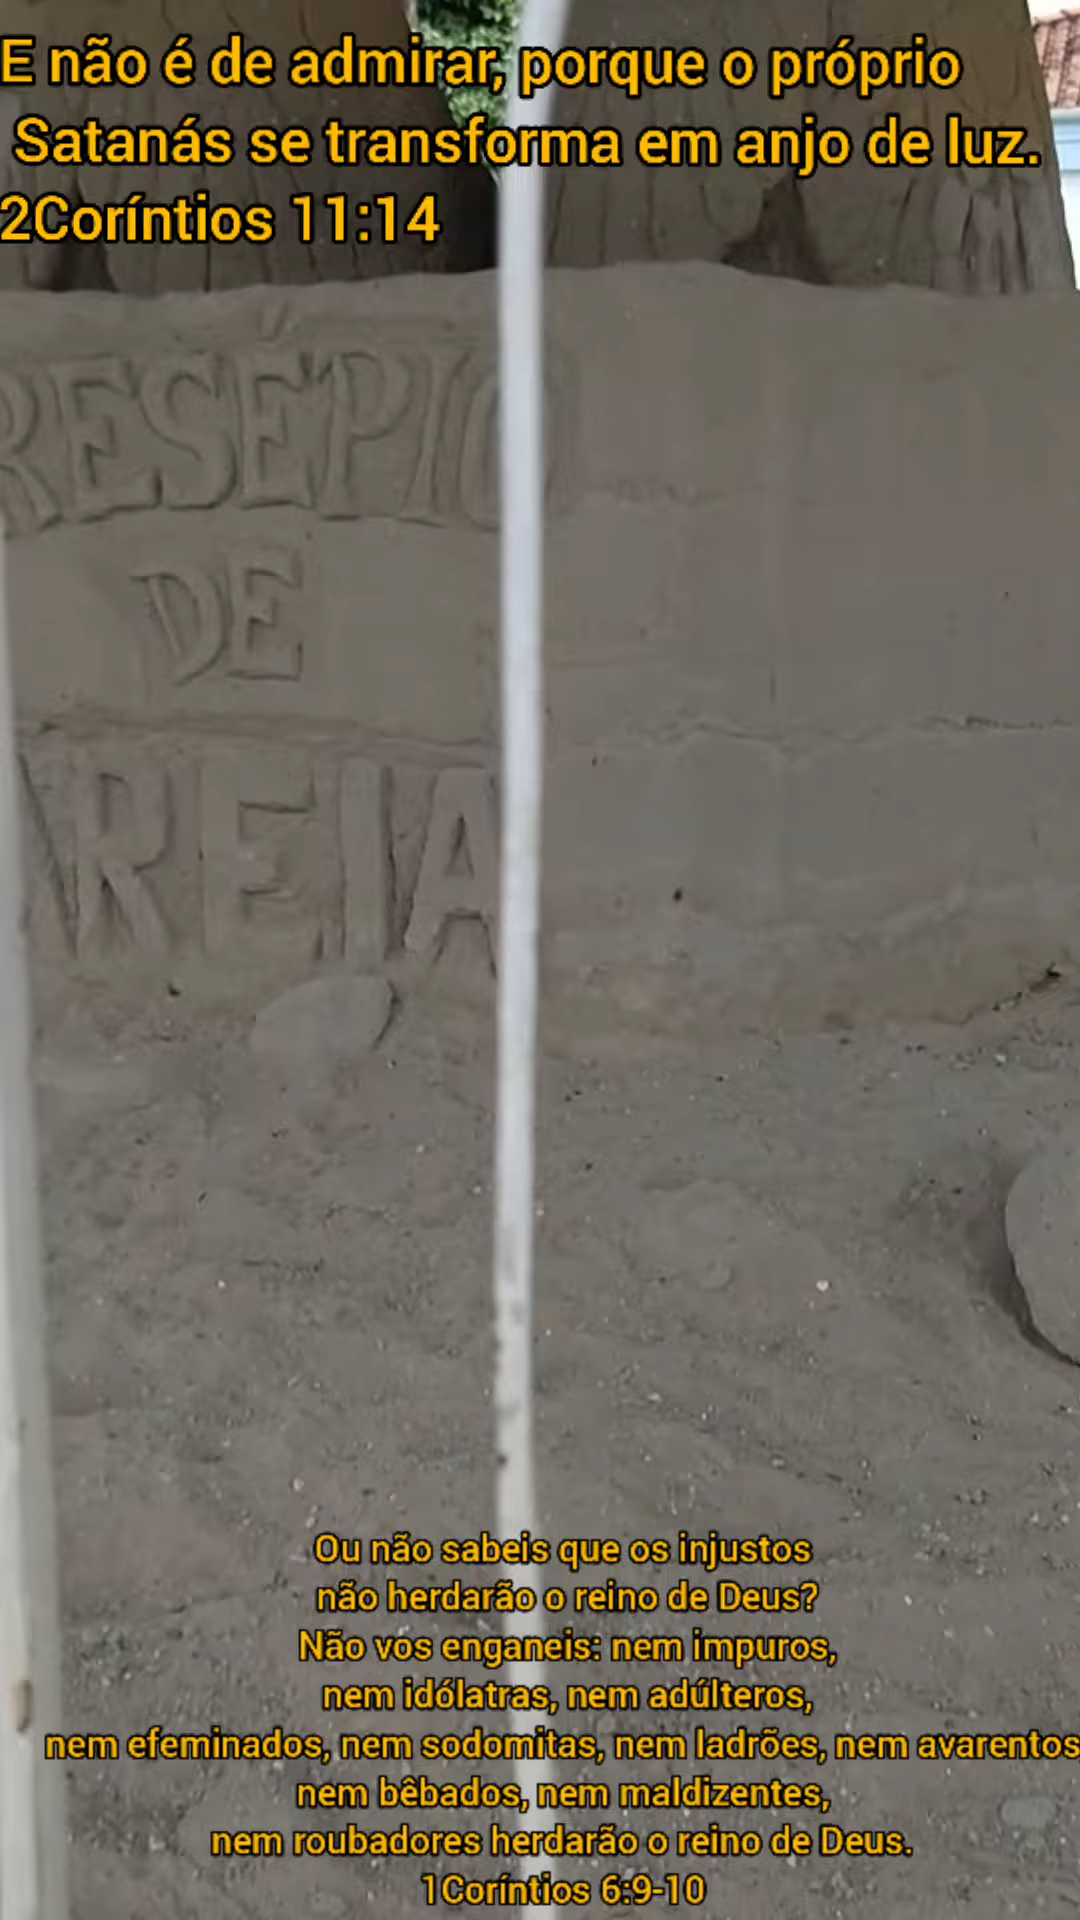 E não é de admirar, porque o próprio
Satanás se transforma em anjo de luz.
2Coríntios 11:14
RESÉPIO
DE
AREIA
Ou não sabeis que os injustos
não herdarão o reino de Deus?
Não vos enganeis: nem impuros,
nem idólatras, nem adúlteros,
nem efeminados, nem sodomitas, nem ladrões, nem avarentos
nem bêbados, nem maldizentes,
nem roubadores herdarão o reino de Deus.
1Coríntios 6:9-10